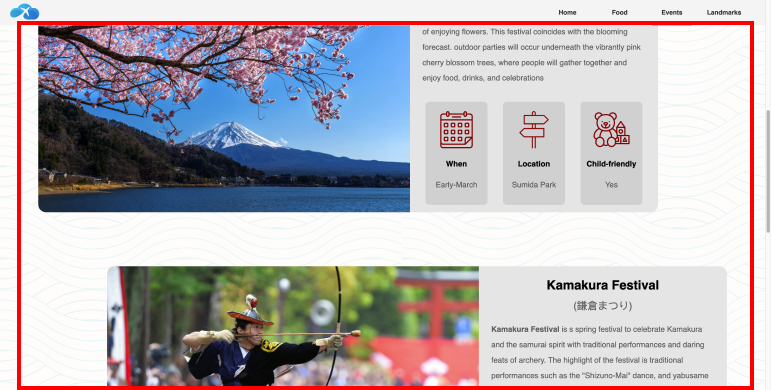 Home Food Events Landmarks
of enjoying flowers. This festival coincides with the blooming
forecast. outdoor parties will occur underneath the vibrantly pink
cherry blossom trees, where people will gather together and
enjoy food, drinks, and celebrations
When Location Child-friendly
Early-March Sumida Park Yes
Kamakura Festival
(鎌倉まつり)
Kamakura Festival is s spring festival to celebrate Kamakura
and the samurai spirit with traditional performances and daring
feats of archery. The highlight of the festival is traditional
performances such as the "Shizuno-Mai" dance, and yabusame